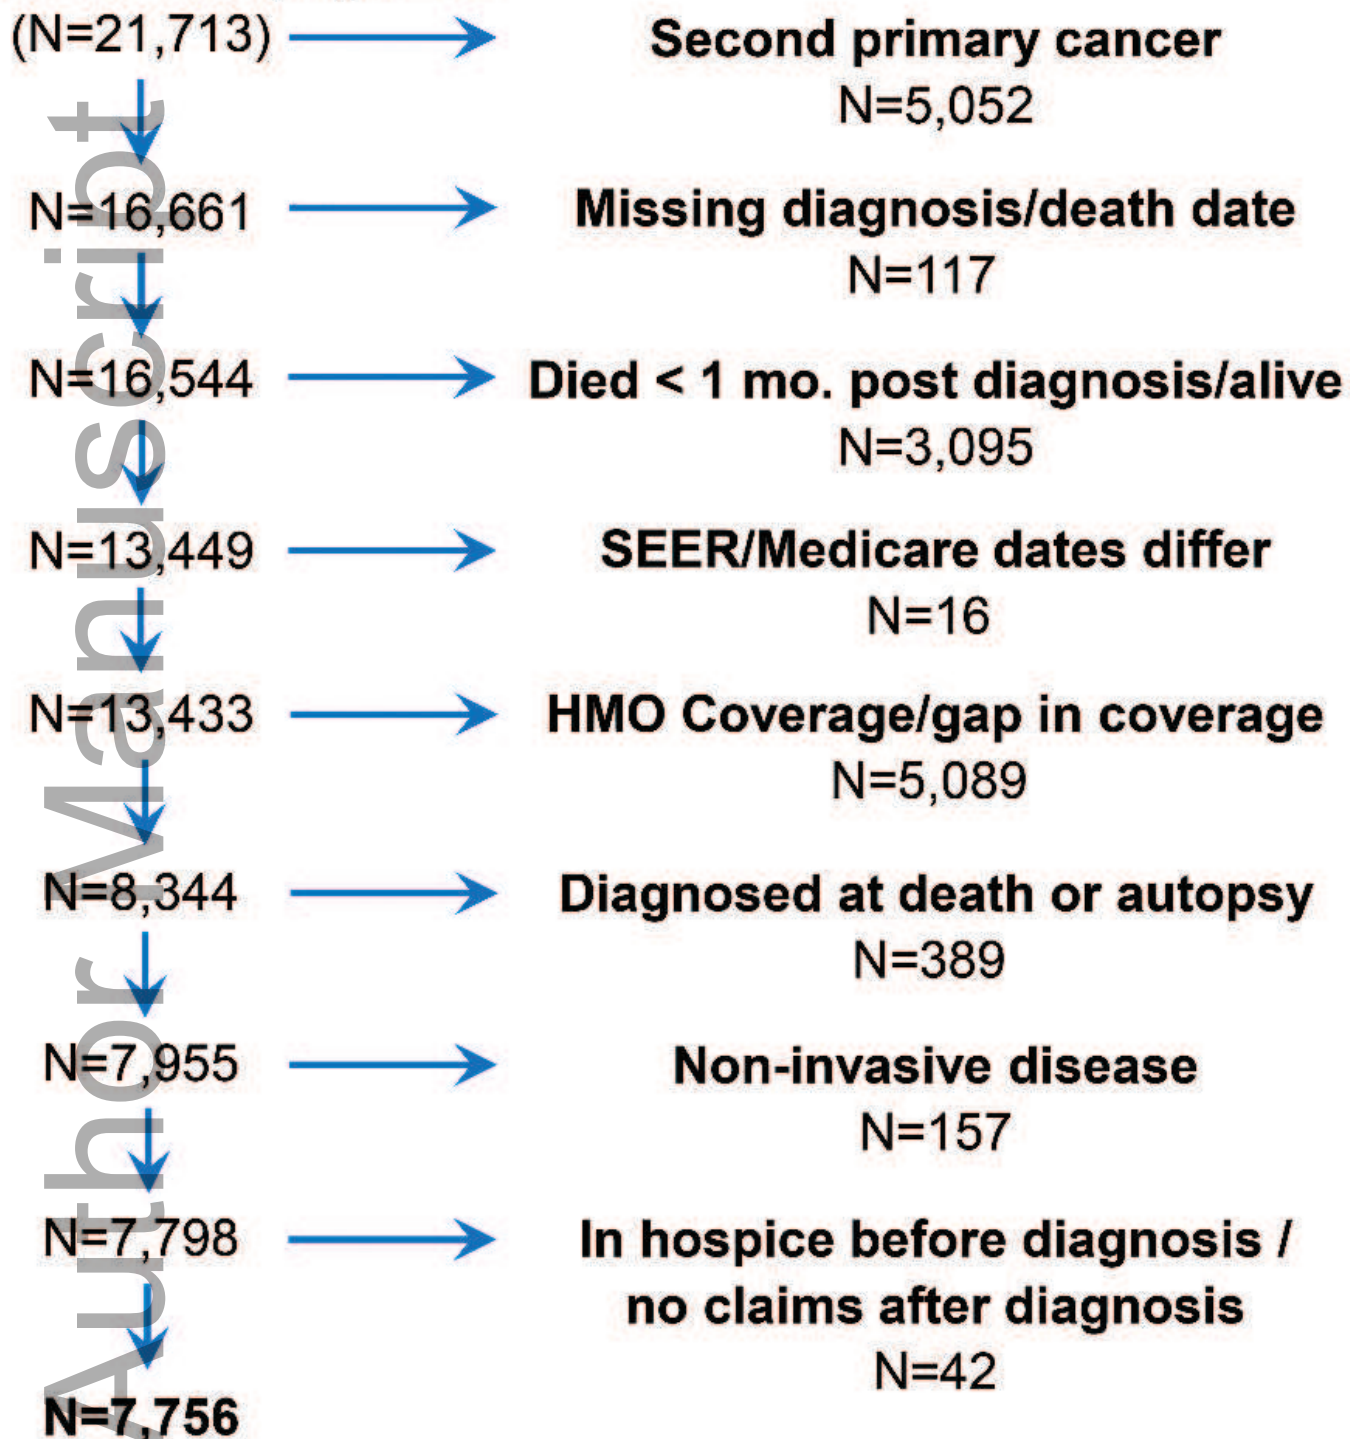 (N=21,713)
Second primary cancer
N=5,052
N=16,661
Missing diagnosis/death date
N=117
N=16,544
Died < 1 mo. post diagnosis/alive
N=3,095
N=13,449
SEER/Medicare dates differ
N=16
N=13,433
HMO Coverage/gap in coverage
N=5,089
N=8,344
Diagnosed at death or autopsy
N=389
N=7,955
Non-invasive disease
N=157
N=7,798
In hospice before diagnosis /
no claims after diagnosis
N=42
N=7,756
Author Manuscript